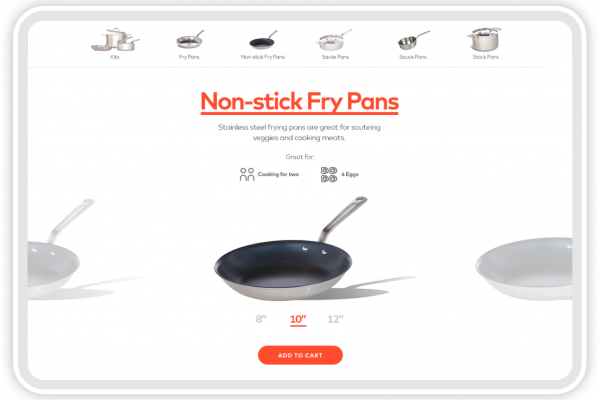 Kits
Fry Pans
Non-stick Fry Pans
Saute Pans
Sauce Pans
Stock Pans
Non-stick Fry Pans
Stainless steel frying pans are great for sauteing
veggies and cooking meats.
Great for:
Cooking for two
4 Eggs
8"
10"
12"
ADD TO CART